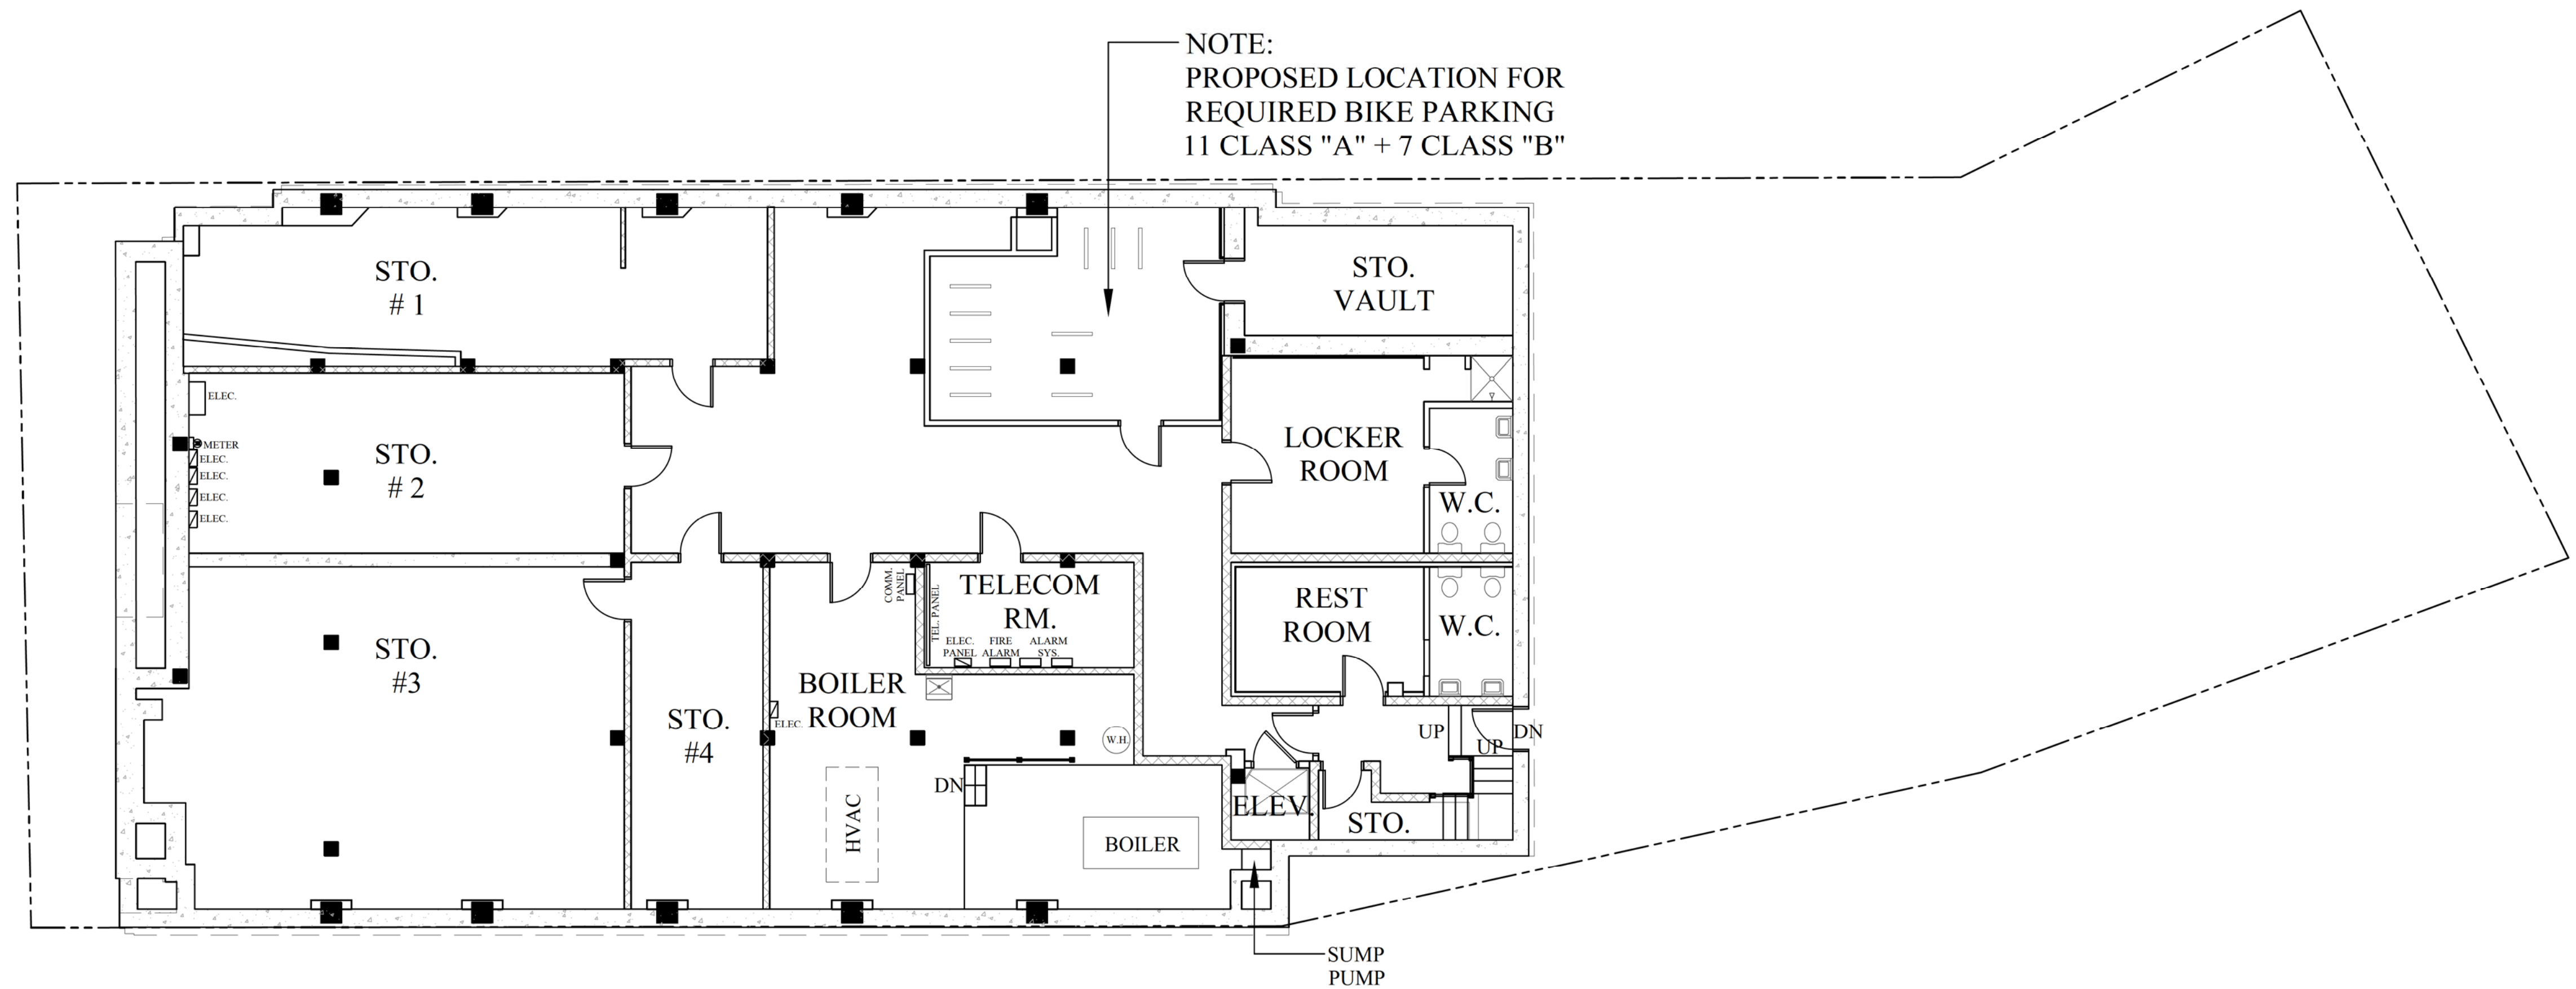 NOTE:
PROPOSED LOCATION FOR
REQUIRED BIKE PARKING
11 CLASS "A" + 7 CLASS "B"
STO.
# 1
STO.
VAULT
ELEC.
METER
ELEC.
ELEC.
ELEC.
ELEC.
STO.
# 2
LOCKER
ROOM
W.C.
STO.
#3
STO.
#4
COMM.
PANEL
TEL. PANEL
TELECOM
RM.
ELEC.
PANEL
FIRE
ALARM
ALARM
SYS.
REST
ROOM
W.C.
BOILER
ROOM
ELEC.
W.H.
DN
HVAC
BOILER
UP
UP
DN
ELEV.
STO.
SUMP
PUMP